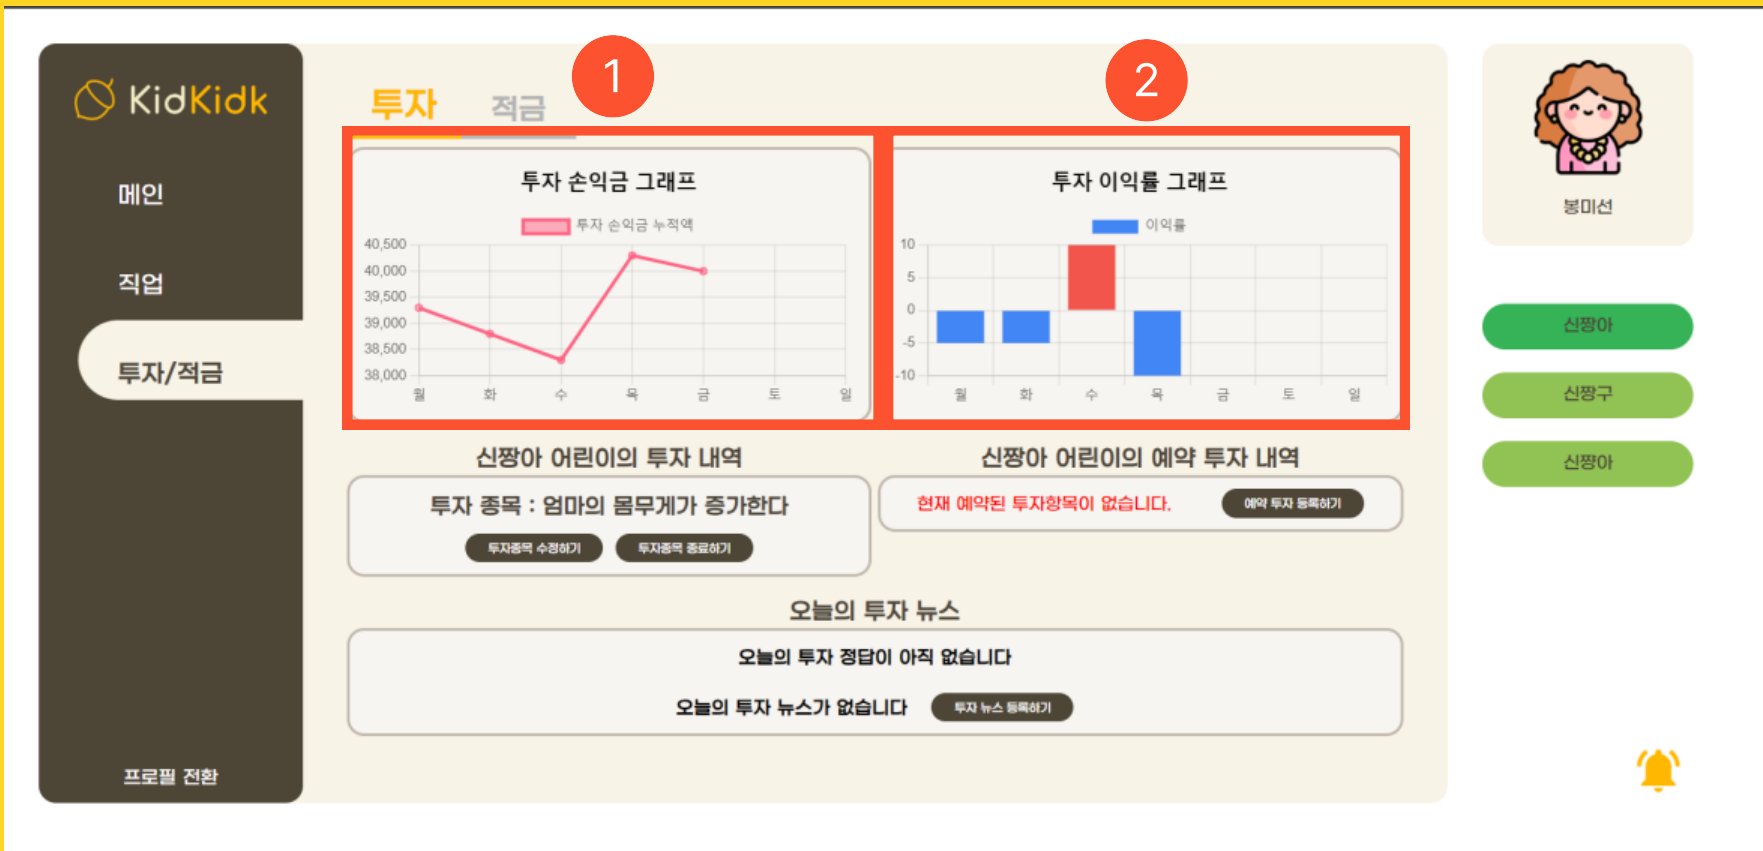 KidKidk
메인
직업
투자/적금
프로필 전환
투자 적금
1
2
투자 손익금 그래프
투자 손익금 누적액
40,500
40,000
39,500
39,000
38,500
38,000
월 화 수 목 금 토 일
투자 이익률 그래프
이익률
10
5
0
-5
-10
월 화 수 목 금 토 일
신짱아 어린이의 투자 내역
투자 종목 : 엄마의 몸무게가 증가한다
투자종목 수정하기 투자종목 종료하기
신짱아 어린이의 예약 투자 내역
현재 예약된 투자항목이 없습니다. 예약 투자 등록하기
오늘의 투자 뉴스
오늘의 투자 정답이 아직 없습니다
오늘의 투자 뉴스가 없습니다 투자 뉴스 등록하기
봉미선
신짱아
신짱구
신쨩아